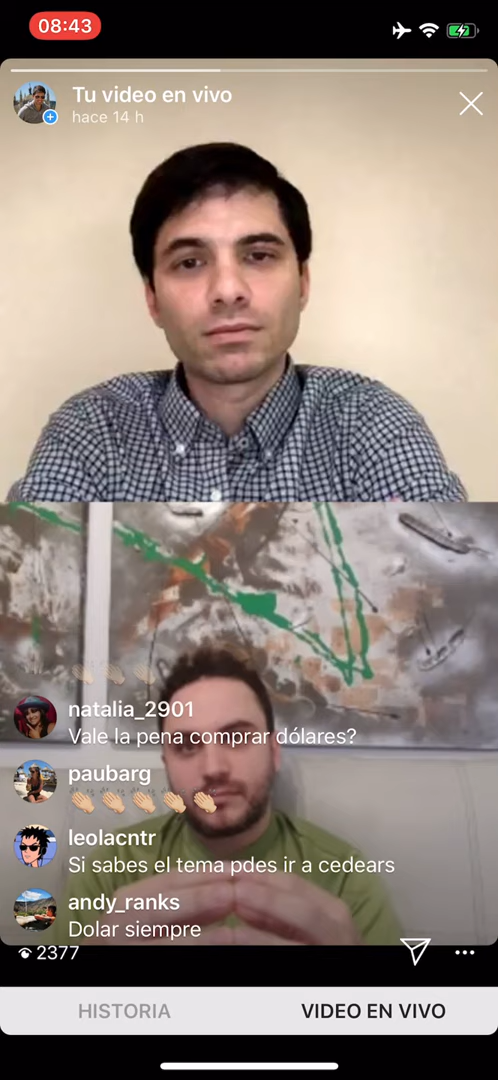 08:43
Tu video en vivo
hace 14 h
👏🏼👏🏼👏🏼
natalia_2901
Vale la pena comprar dólares?
paubarg
👏🏼👏🏼👏🏼👏🏼👏🏼
leolacntr
Si sabes el tema pdes ir a cedears
andy_ranks
Dolar siempre
2377
HISTORIA
VIDEO EN VIVO